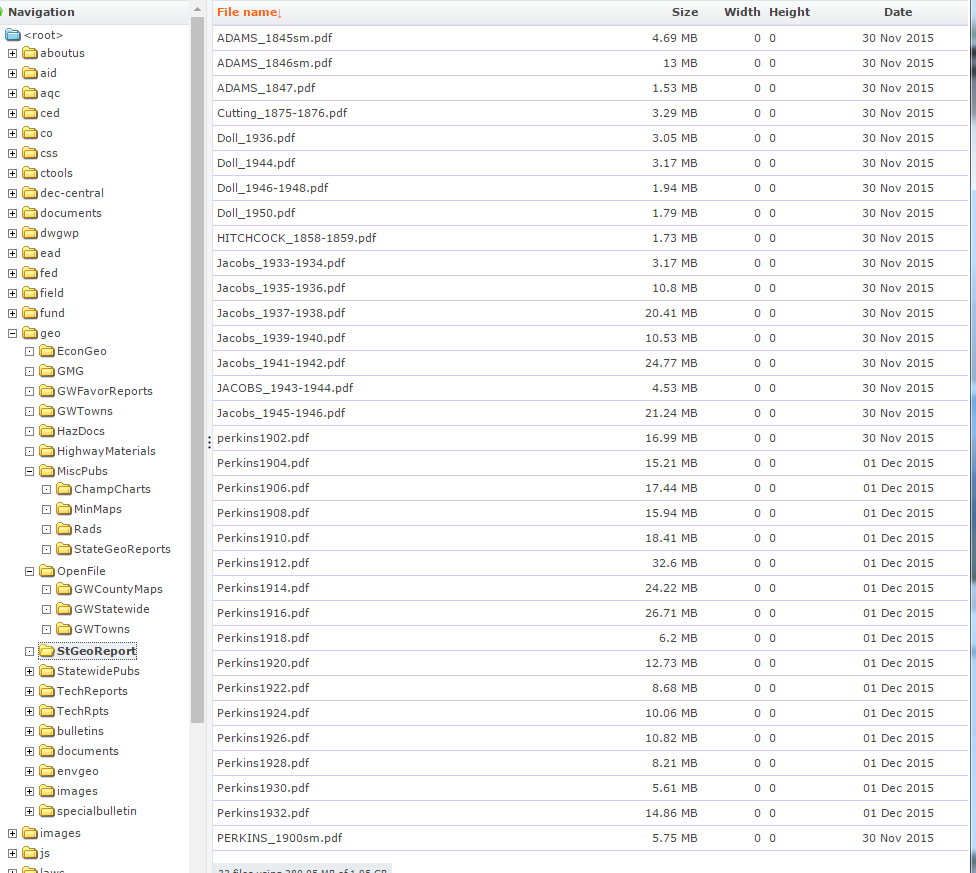 Navigation
<root>
aboutus
aid
aqc
ced
co
css
ctools
dec-central
documents
dwgwp
ead
fed
field
fund
geo
EconGeo
GMG
GWFavorReports
GWTowns
HazDocs
HighwayMaterials
MiscPubs
ChampCharts
MinMaps
Rads
StateGeoReports
OpenFile
GWCountyMaps
GWStatewide
GWTowns
StGeoReport
StatewidePubs
TechReports
TechRpts
bulletins
documents
envgeo
images
specialbulletin
images
js
laws
File name↓ Size Width Height Date
ADAMS_1845sm.pdf 4.69 MB 0 0 30 Nov 2015
ADAMS_1846sm.pdf 13 MB 0 0 30 Nov 2015
ADAMS_1847.pdf 1.53 MB 0 0 30 Nov 2015
Cutting_1875-1876.pdf 3.29 MB 0 0 30 Nov 2015
Doll_1936.pdf 3.05 MB 0 0 30 Nov 2015
Doll_1944.pdf 3.17 MB 0 0 30 Nov 2015
Doll_1946-1948.pdf 1.94 MB 0 0 30 Nov 2015
Doll_1950.pdf 1.79 MB 0 0 30 Nov 2015
HITCHCOCK_1858-1859.pdf 1.73 MB 0 0 30 Nov 2015
Jacobs_1933-1934.pdf 3.17 MB 0 0 30 Nov 2015
Jacobs_1935-1936.pdf 10.8 MB 0 0 30 Nov 2015
Jacobs_1937-1938.pdf 20.41 MB 0 0 30 Nov 2015
Jacobs_1939-1940.pdf 10.53 MB 0 0 30 Nov 2015
Jacobs_1941-1942.pdf 24.77 MB 0 0 30 Nov 2015
JACOBS_1943-1944.pdf 4.53 MB 0 0 30 Nov 2015
Jacobs_1945-1946.pdf 21.24 MB 0 0 30 Nov 2015
perkins1902.pdf 16.99 MB 0 0 30 Nov 2015
Perkins1904.pdf 15.21 MB 0 0 01 Dec 2015
Perkins1906.pdf 17.44 MB 0 0 01 Dec 2015
Perkins1908.pdf 15.94 MB 0 0 01 Dec 2015
Perkins1910.pdf 18.41 MB 0 0 01 Dec 2015
Perkins1912.pdf 32.6 MB 0 0 01 Dec 2015
Perkins1914.pdf 24.22 MB 0 0 01 Dec 2015
Perkins1916.pdf 26.71 MB 0 0 01 Dec 2015
Perkins1918.pdf 6.2 MB 0 0 01 Dec 2015
Perkins1920.pdf 12.73 MB 0 0 01 Dec 2015
Perkins1922.pdf 8.68 MB 0 0 01 Dec 2015
Perkins1924.pdf 10.06 MB 0 0 01 Dec 2015
Perkins1926.pdf 10.82 MB 0 0 01 Dec 2015
Perkins1928.pdf 8.21 MB 0 0 01 Dec 2015
Perkins1930.pdf 5.61 MB 0 0 01 Dec 2015
Perkins1932.pdf 14.86 MB 0 0 01 Dec 2015
PERKINS_1900sm.pdf 5.75 MB 0 0 30 Nov 2015
files using MB of